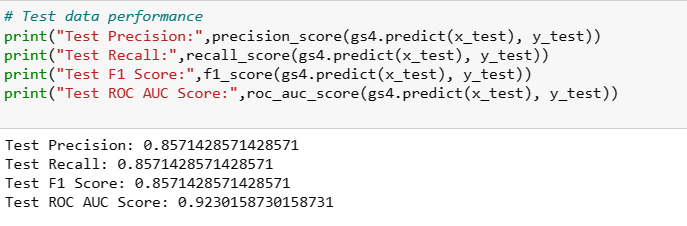 # Test data performance
print("Test Precision:",precision_score(gs4.predict(x_test), y_test))
print("Test Recall:",recall_score(gs4.predict(x_test), y_test))
print("Test F1 Score:",f1_score(gs4.predict(x_test), y_test))
print("Test ROC AUC Score:",roc_auc_score(gs4.predict(x_test), y_test))
Test Precision: 0.8571428571428571
Test Recall: 0.8571428571428571
Test F1 Score: 0.8571428571428571
Test ROC AUC Score: 0.9230158730158731